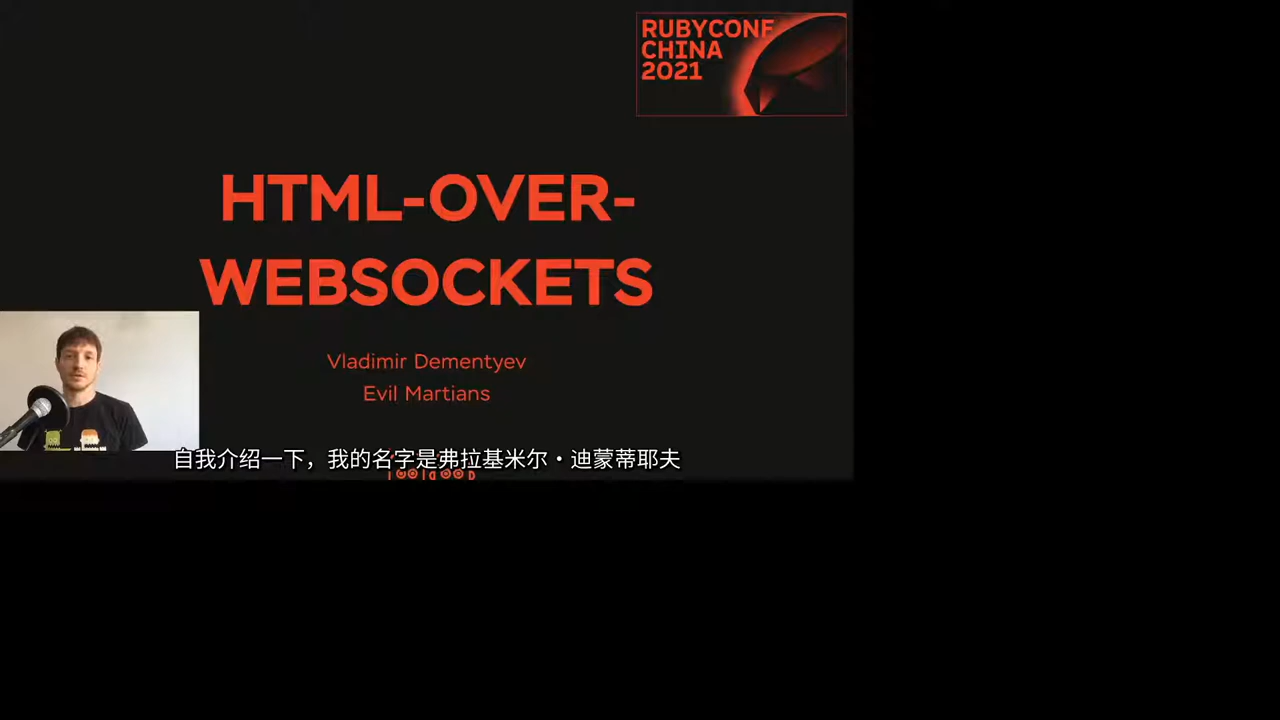 RUBYCONF
CHINA
2021
HTML-OVER-
WEBSOCKETS
Vladimir Dementyev
Evil Martians
自我介绍一下，我的名字是弗拉基米尔·迪蒙蒂耶夫